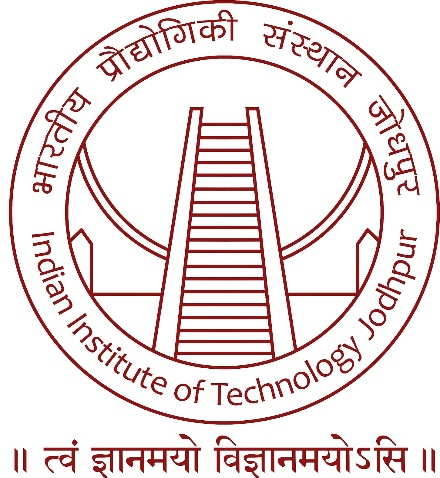 भारतीय प्रौद्योगिकी संस्थान जोधपुर
Indian Institute of Technology Jodhpur
॥ त्वं ज्ञानमयो विज्ञानमयोऽसि ॥